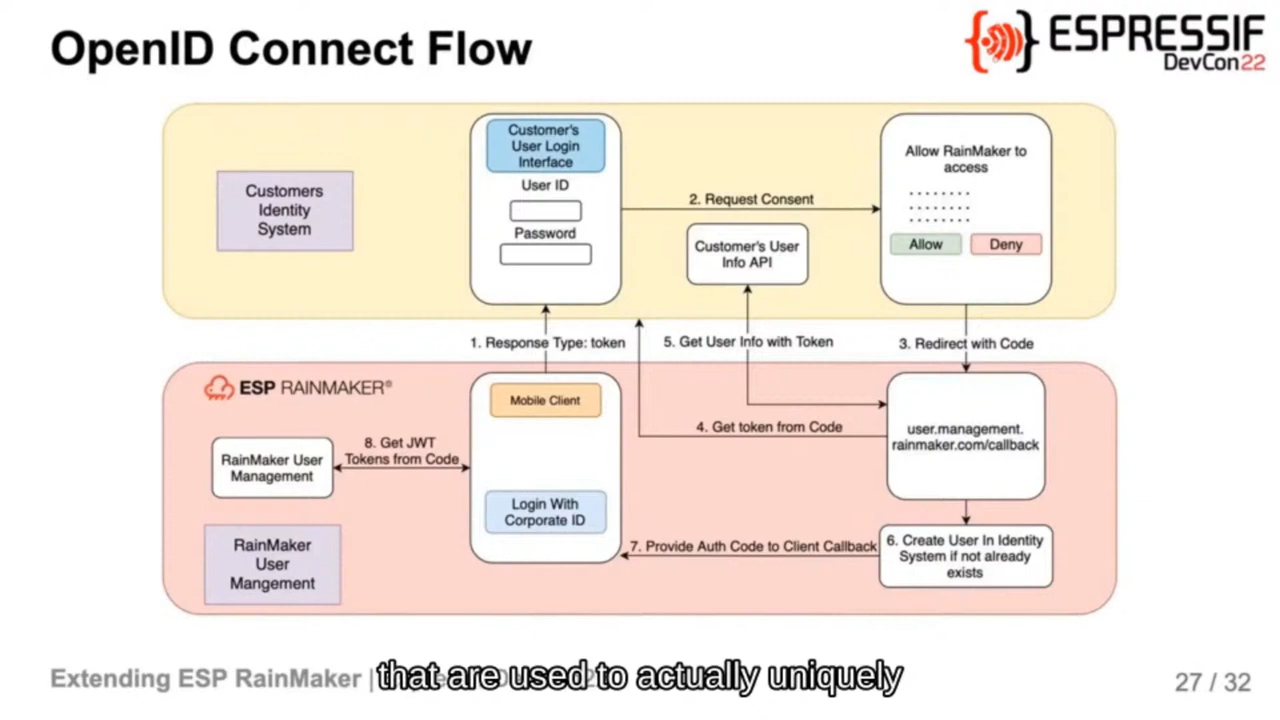 OpenID Connect Flow
ESPRESSIF
DevCon22
Customers
Identity
System
Customer's
User Login
Interface
User ID
Password
2. Request Consent
Customer's User
Info API
Allow RainMaker to
access
Allow
Deny
1. Response Type: token
5. Get User Info with Token
3. Redirect with Code
ESP RAINMAKER®
Mobile Client
4. Get token from Code
user.management.
rainmaker.com/callback
8. Get JWT
Tokens from Code
RainMaker User
Management
Login With
Corporate ID
7. Provide Auth Code to Client Callback
6. Create User In Identity
System if not already
exists
RainMaker
User
Mangement
Extending ESP RainMaker |
that are used to actually uniquely
27 / 32